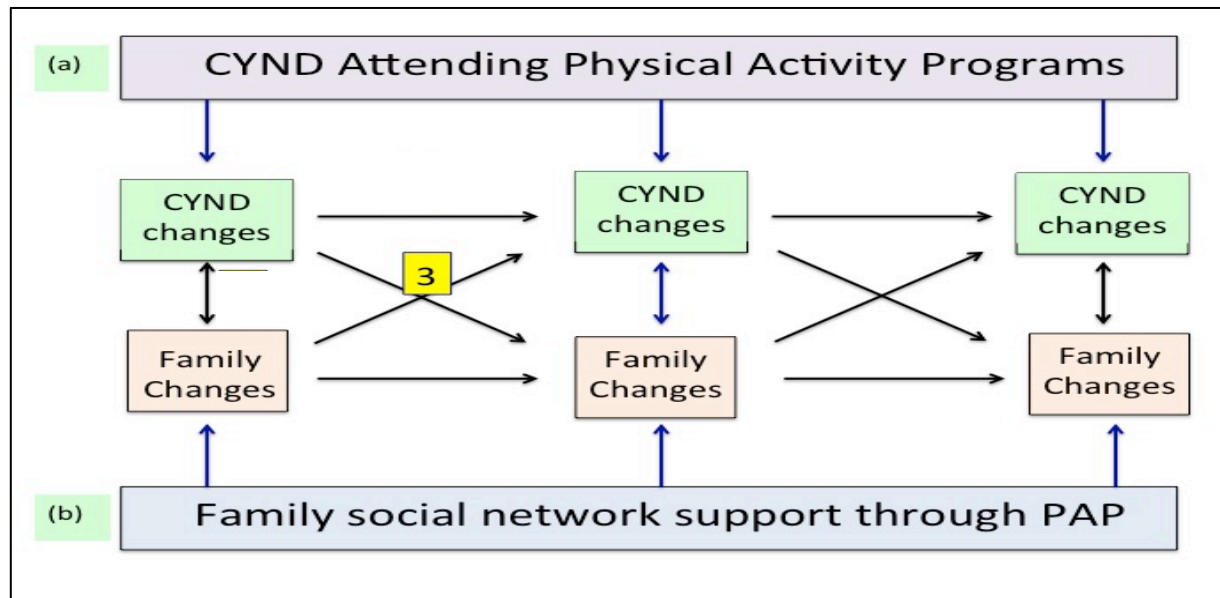 (a)
CYND Attending Physical Activity Programs
CYND
changes
CYND
changes
CYND
changes
3
Family
Changes
Family
Changes
Family
Changes
(b)
Family social network support through PAP